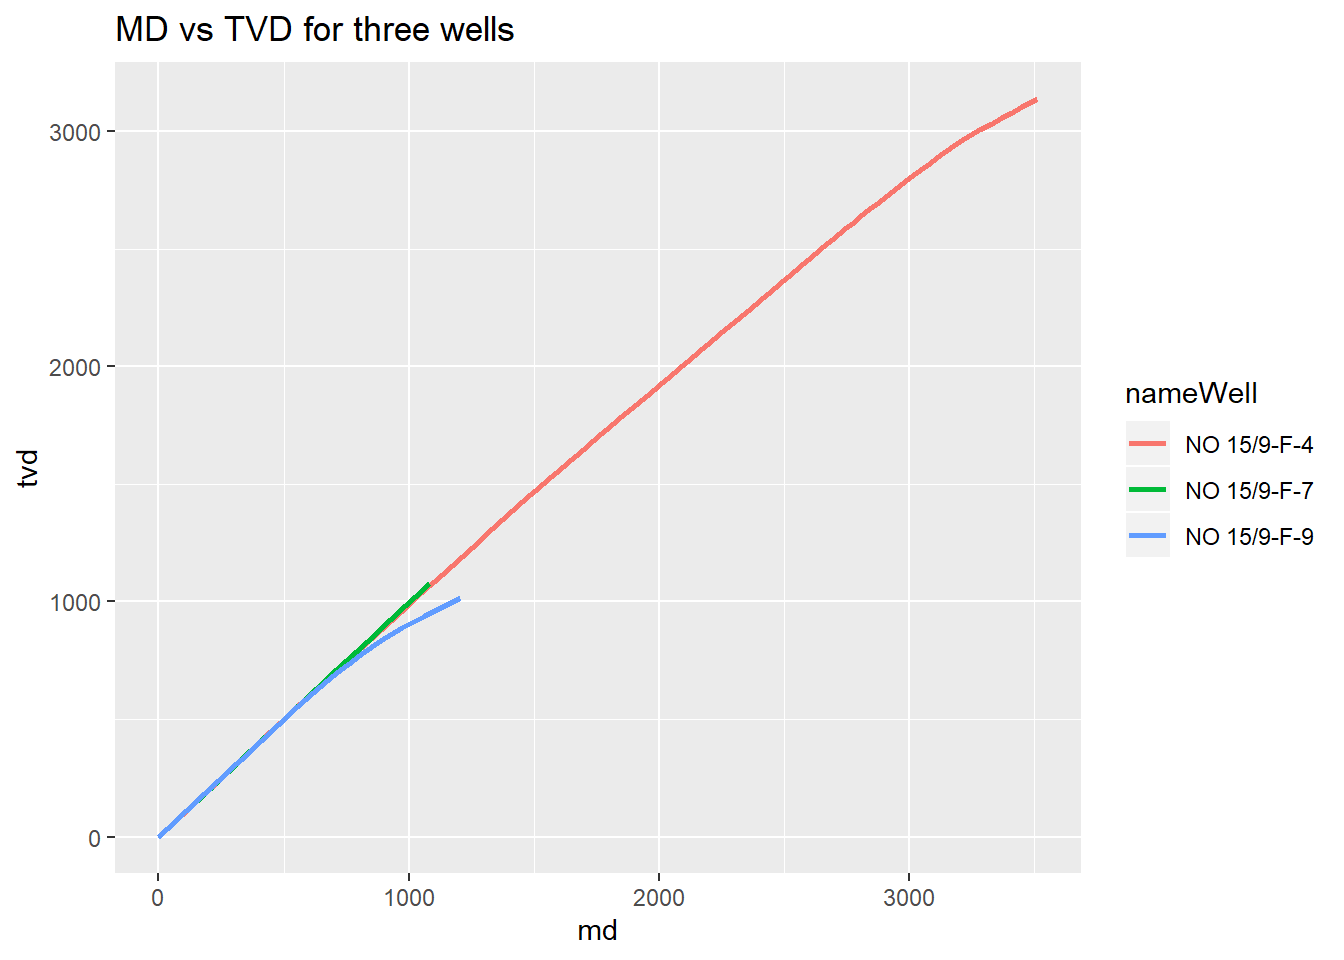 MD vs TVD for three wells
3000
2000
1000
0
tvd
0 1000 2000 3000
md
nameWell
NO 15/9-F-4
NO 15/9-F-7
NO 15/9-F-9